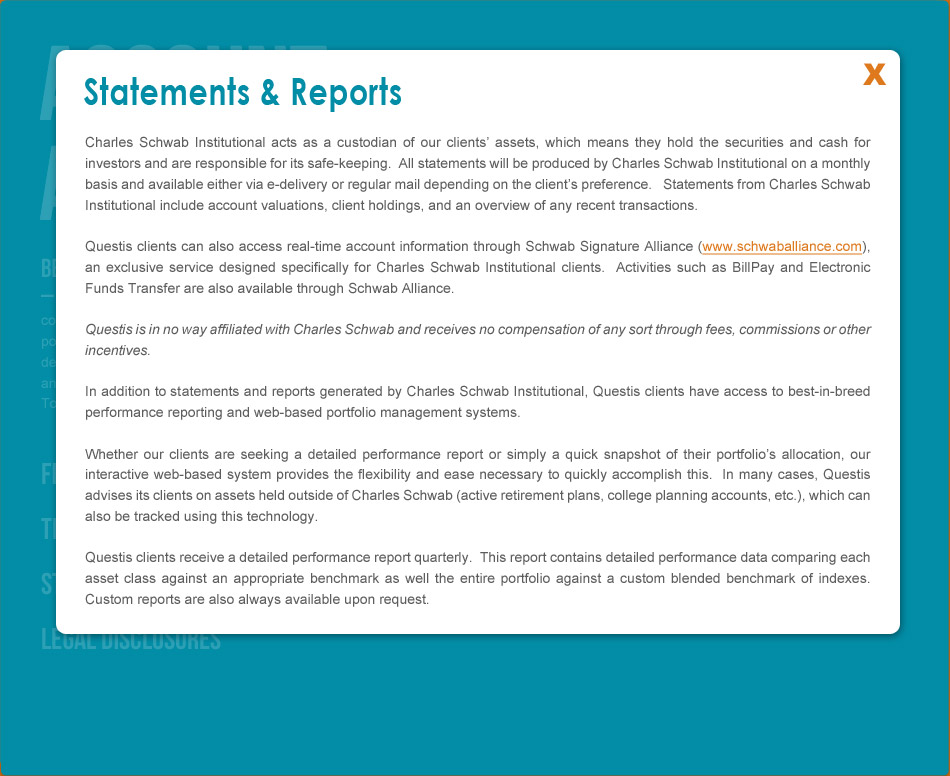 ACCOUNT
Statements & Reports
X
Charles Schwab Institutional acts as a custodian of our clients' assets, which means they hold the securities and cash for
investors and are responsible for its safe-keeping.  All statements will be produced by Charles Schwab Institutional on a monthly
basis and available either via e-delivery or regular mail depending on the client's preference.   Statements from Charles Schwab
Institutional include account valuations, client holdings, and an overview of any recent transactions.
Questis clients can also access real-time account information through Schwab Signature Alliance (www.schwaballiance.com),
an exclusive service designed specifically for Charles Schwab Institutional clients.  Activities such as BillPay and Electronic
Funds Transfer are also available through Schwab Alliance.
Questis is in no way affiliated with Charles Schwab and receives no compensation of any sort through fees, commissions or other
incentives.
In addition to statements and reports generated by Charles Schwab Institutional, Questis clients have access to best-in-breed
performance reporting and web-based portfolio management systems.
Whether our clients are seeking a detailed performance report or simply a quick snapshot of their portfolio's allocation, our
interactive web-based system provides the flexibility and ease necessary to quickly accomplish this.  In many cases, Questis
advises its clients on assets held outside of Charles Schwab (active retirement plans, college planning accounts, etc.), which can
also be tracked using this technology.
Questis clients receive a detailed performance report quarterly.  This report contains detailed performance data comparing each
asset class against an appropriate benchmark as well the entire portfolio against a custom blended benchmark of indexes.
Custom reports are also always available upon request.
LEGAL DISCLOSURES